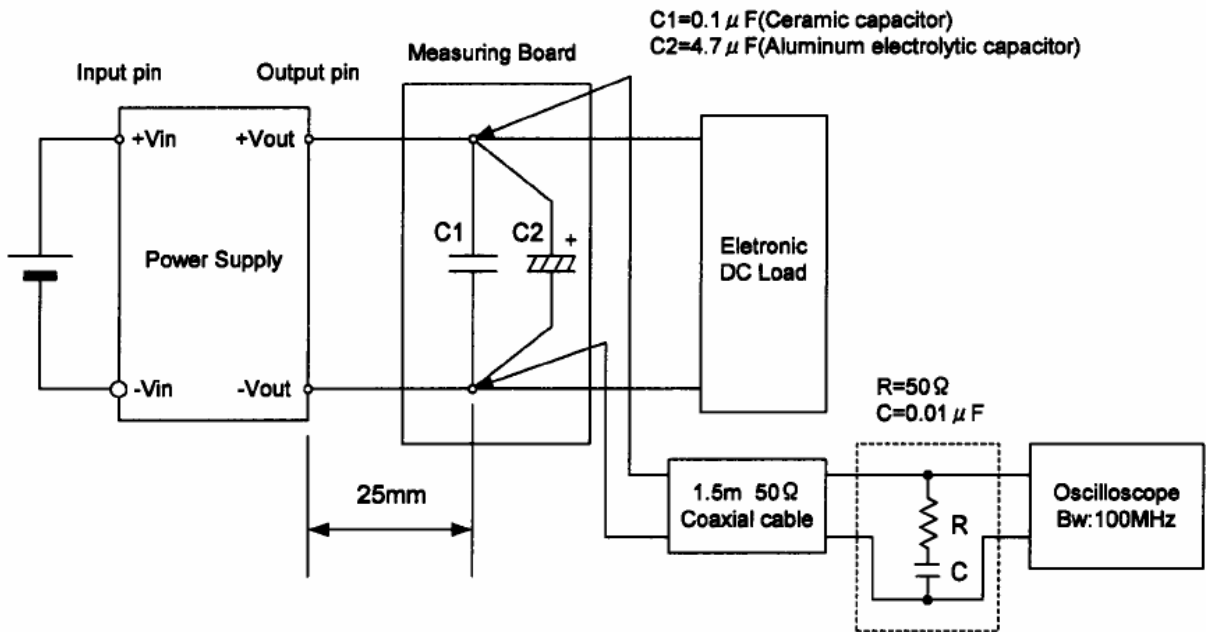 C1=0.1 μ F(Ceramic capacitor)
C2=4.7 μ F(Aluminum electrolytic capacitor)
Measuring Board
Input pin
Output pin
+Vin
+Vout
C1
C2
+
Power Supply
Eletronic
DC Load
-Vin
-Vout
R=50Ω
C=0.01 μ F
25mm
1.5m 50Ω
Coaxial cable
R
C
Oscilloscope
Bw:100MHz